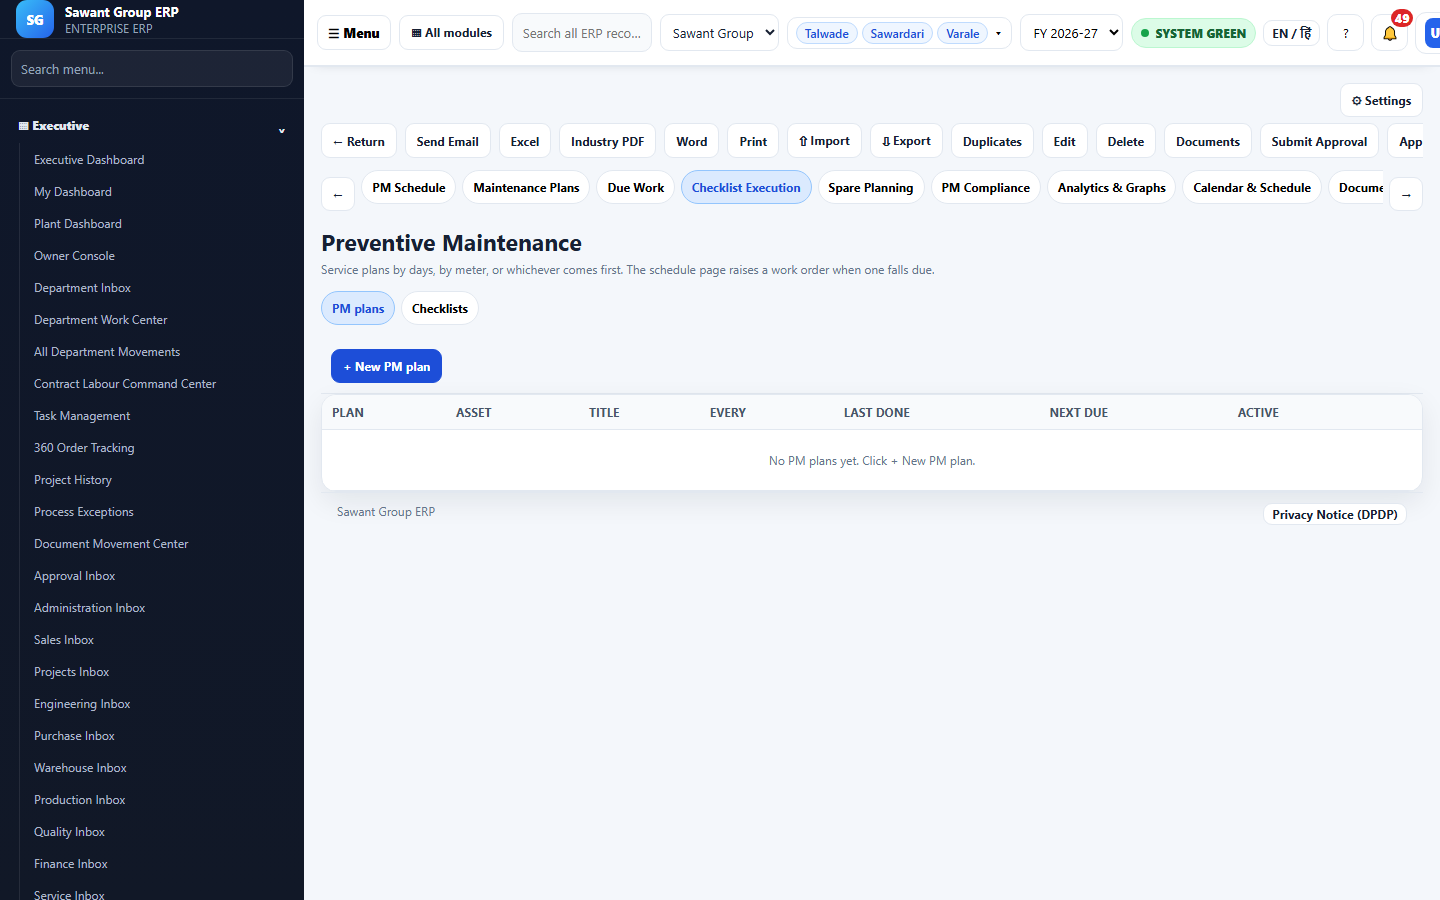 SG
Sawant Group ERP
ENTERPRISE ERP
Search menu...
Executive
Executive Dashboard
My Dashboard
Plant Dashboard
Owner Console
Department Inbox
Department Work Center
All Department Movements
Contract Labour Command Center
Task Management
360 Order Tracking
Project History
Process Exceptions
Document Movement Center
Approval Inbox
Administration Inbox
Sales Inbox
Projects Inbox
Engineering Inbox
Purchase Inbox
Warehouse Inbox
Production Inbox
Quality Inbox
Finance Inbox
Service Inbox
☰ Menu
All modules
Search all ERP reco...
Sawant Group
Talwade Sawardari Varale
FY 2026-27
SYSTEM GREEN
EN / हिं
?
49
U
⚙ Settings
← Return
Send Email
Excel
Industry PDF
Word
Print
⇧ Import
⇩ Export
Duplicates
Edit
Delete
Documents
Submit Approval
App
←
PM Schedule
Maintenance Plans
Due Work
Checklist Execution
Spare Planning
PM Compliance
Analytics & Graphs
Calendar & Schedule
Docume
→
Preventive Maintenance
Service plans by days, by meter, or whichever comes first. The schedule page raises a work order when one falls due.
PM plans
Checklists
+ New PM plan
PLAN ASSET TITLE EVERY LAST DONE NEXT DUE ACTIVE
No PM plans yet. Click + New PM plan.
Sawant Group ERP
Privacy Notice (DPDP)